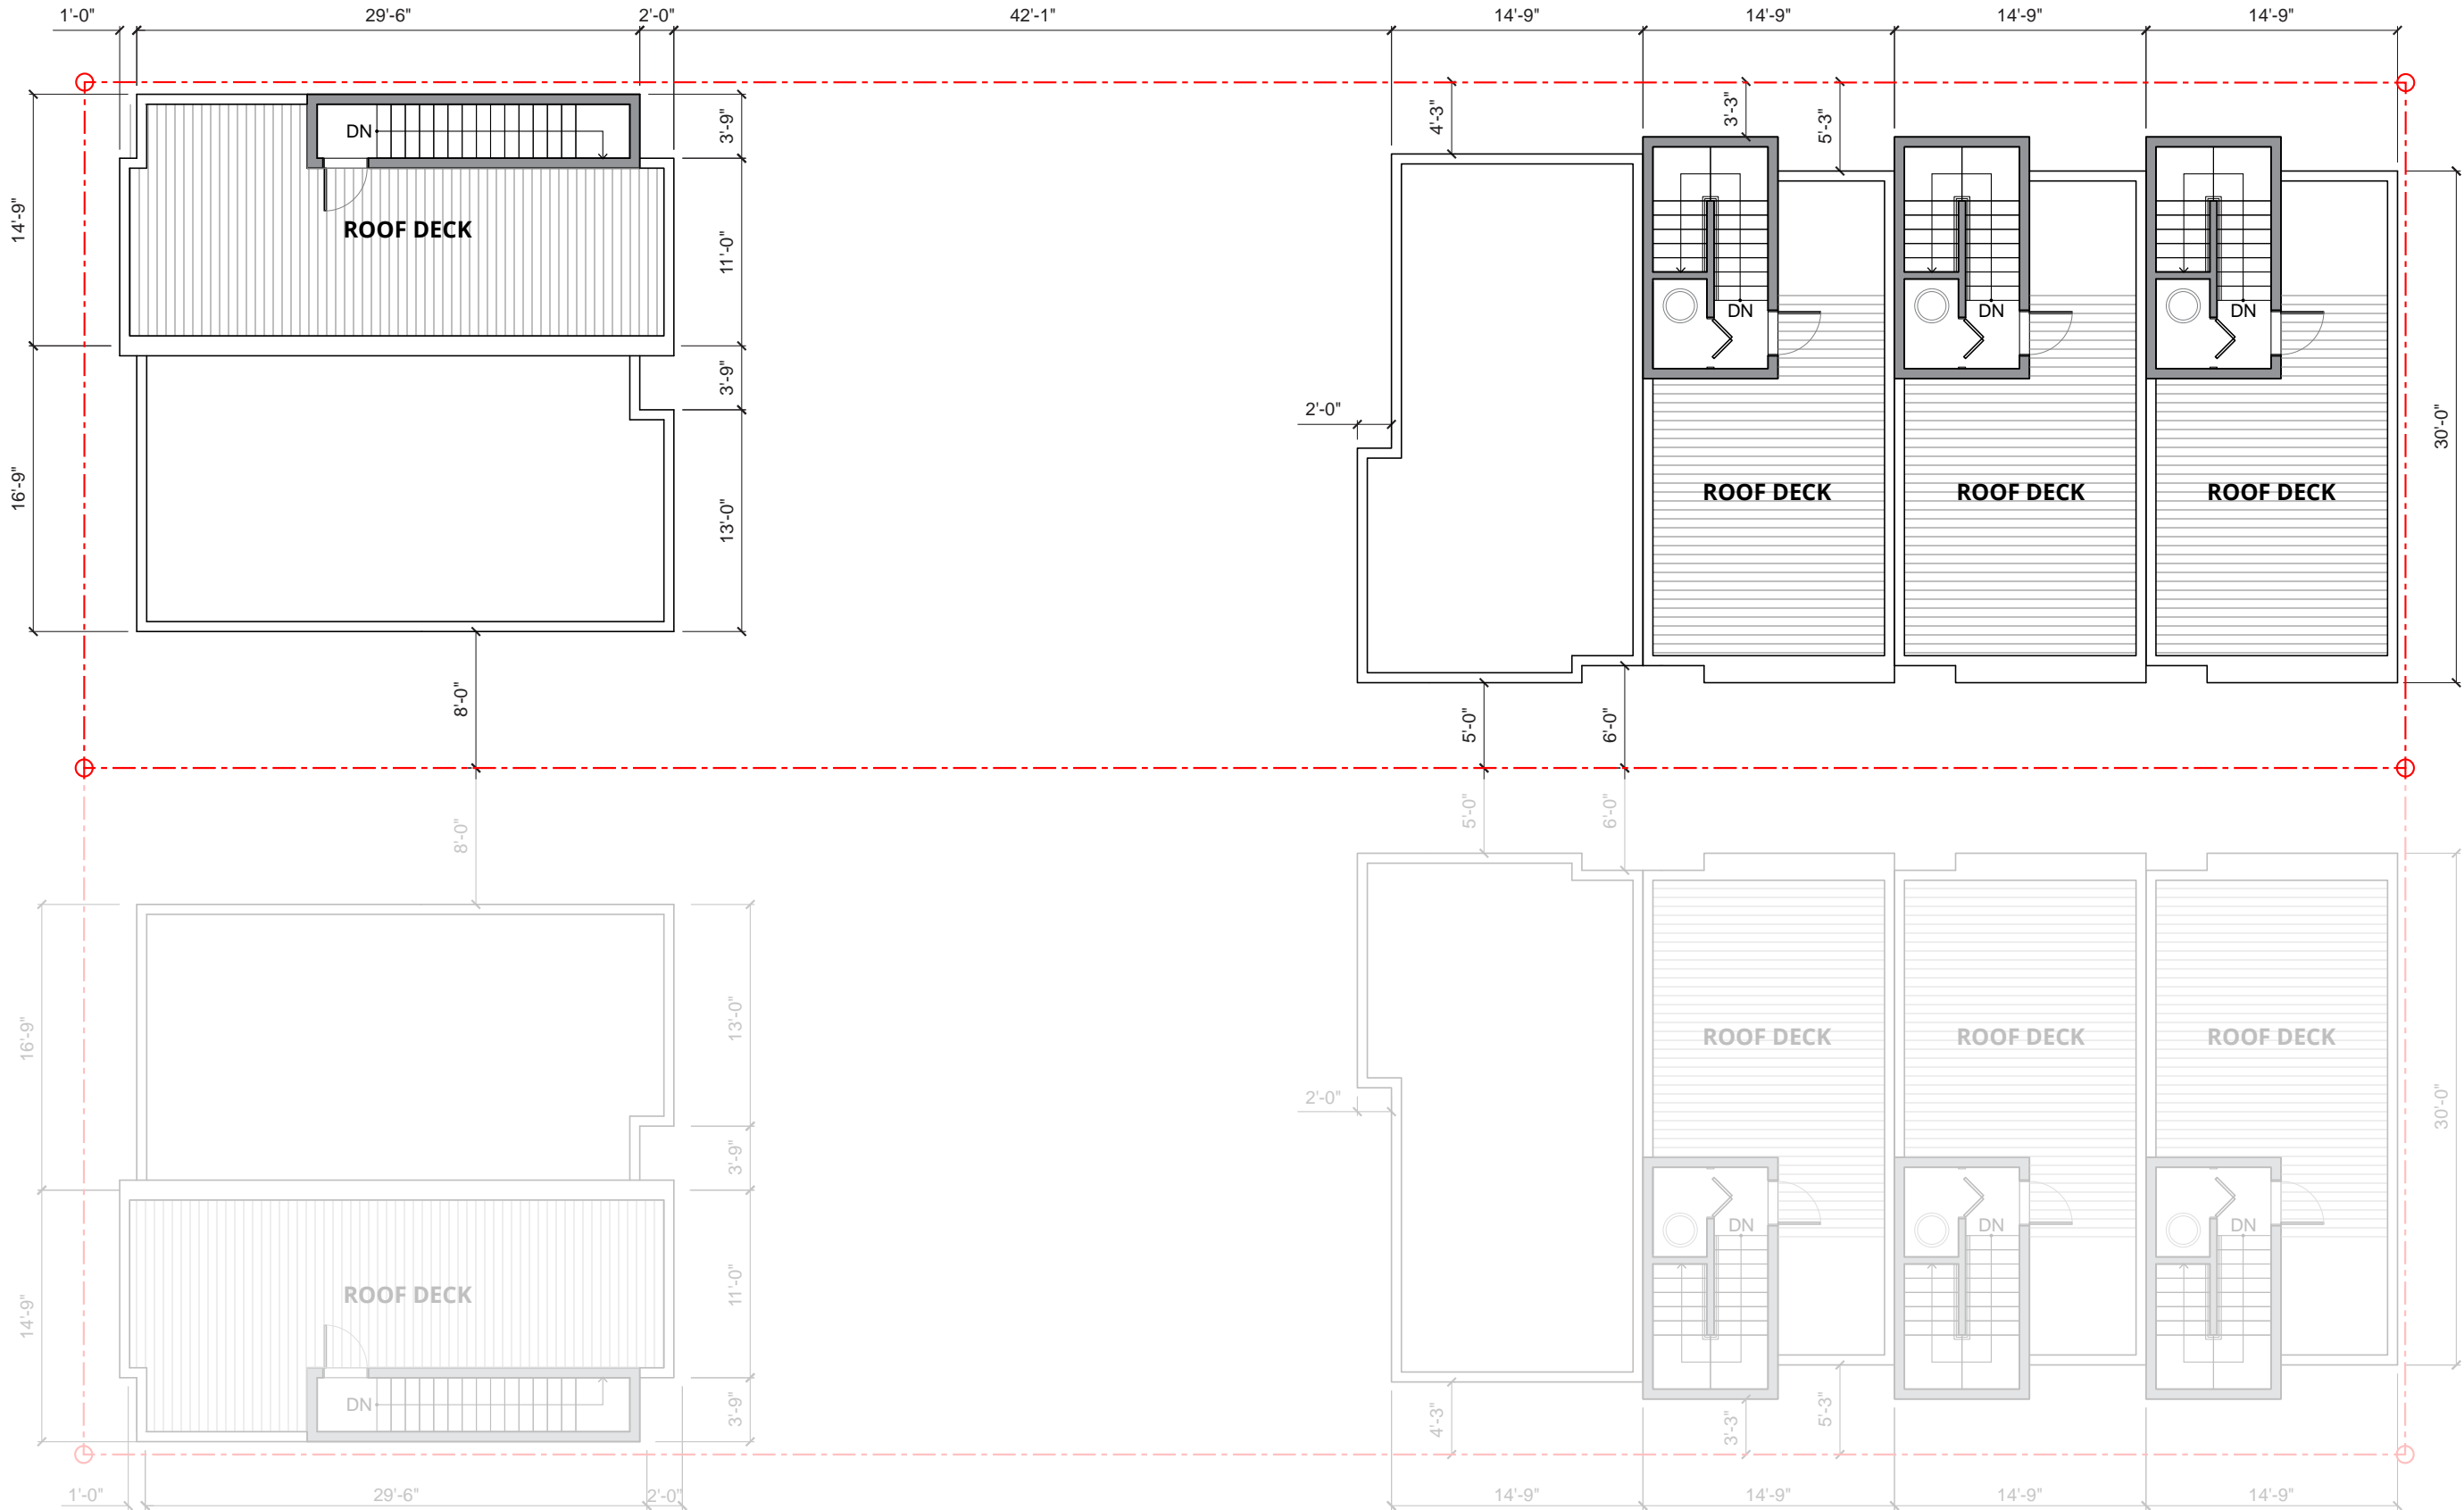 1'-0" 29'-6" 2'-0" 42'-1" 14'-9" 14'-9" 14'-9" 14'-9"
4'-3" 3'-3" 5'-3"
DN 3'-9"
14'-9" ROOF DECK 11'-0"
DN DN DN
3'-9"
2'-0" 30'-0"
16'-9" 13'-0" ROOF DECK ROOF DECK ROOF DECK
8'-0" 5'-0" 6'-0"
8'-0" 5'-0" 6'-0"
16'-9" 13'-0" ROOF DECK ROOF DECK ROOF DECK
2'-0" 30'-0"
3'-9"
DN DN DN
14'-9" ROOF DECK 11'-0"
DN 3'-9"
4'-3" 3'-3" 5'-3"
1'-0" 29'-6" 2'-0" 14'-9" 14'-9" 14'-9" 14'-9"